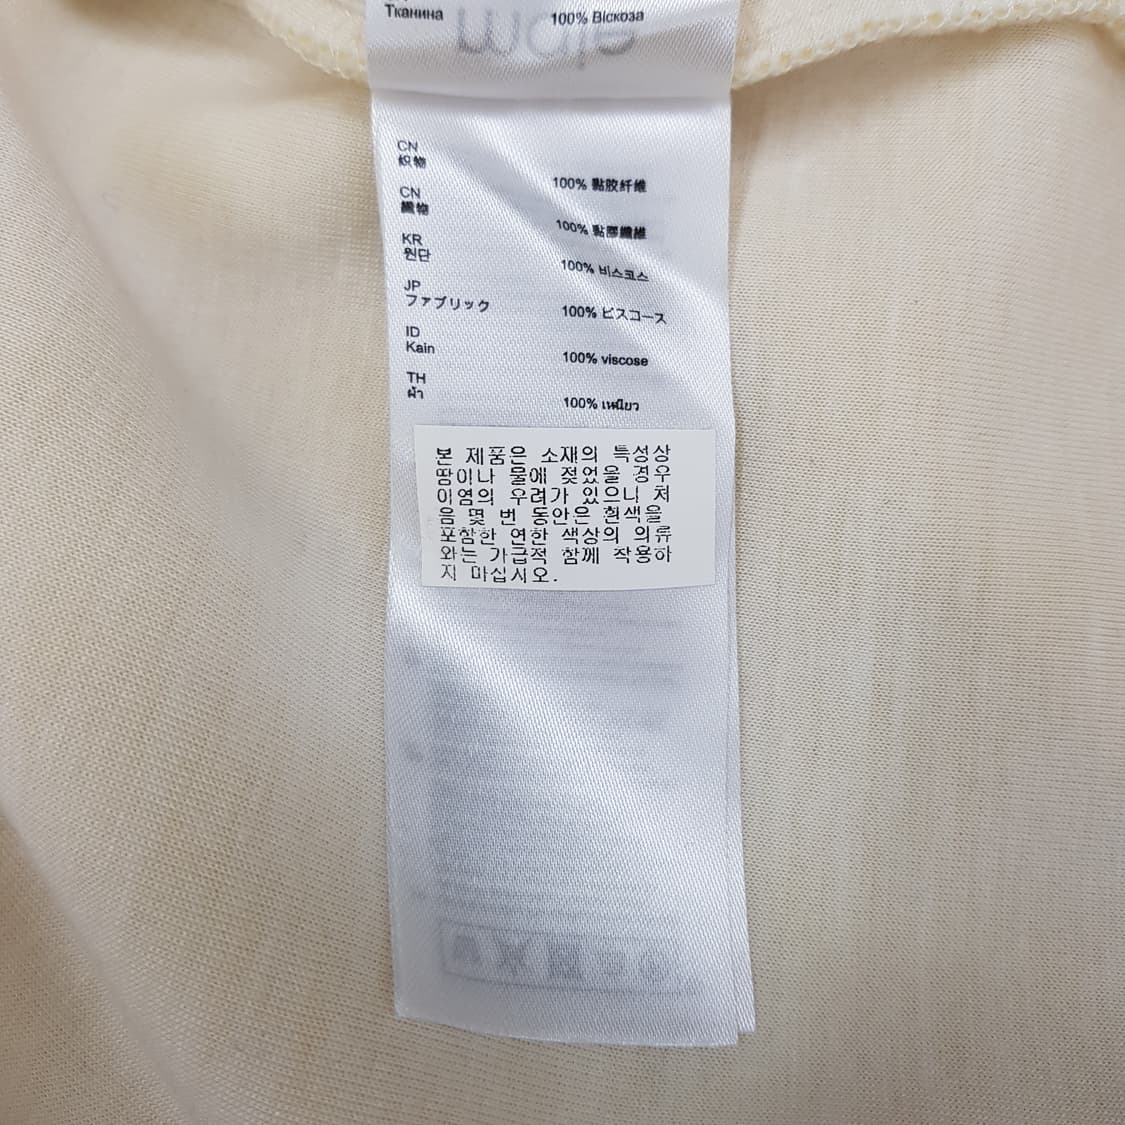 Тканина 100% Віскоза
maje
CN
织物 100% 黏胶纤维
CN
織物 100% 黏膠纖維
KR
원단 100% 비스코스
JP
ファブリック 100% ビスコース
ID
Kain 100% viscose
TH
ผ้า 100% เหนียว
본 제품은 소재의 특성상
땀이나 물에 젖었을 경우
이염의 우려가 있으니 처
음 몇 번 동안은 흰색을
포함한 연한 색상의 의류
와는 가급적 함께 착용하
지 마십시오.